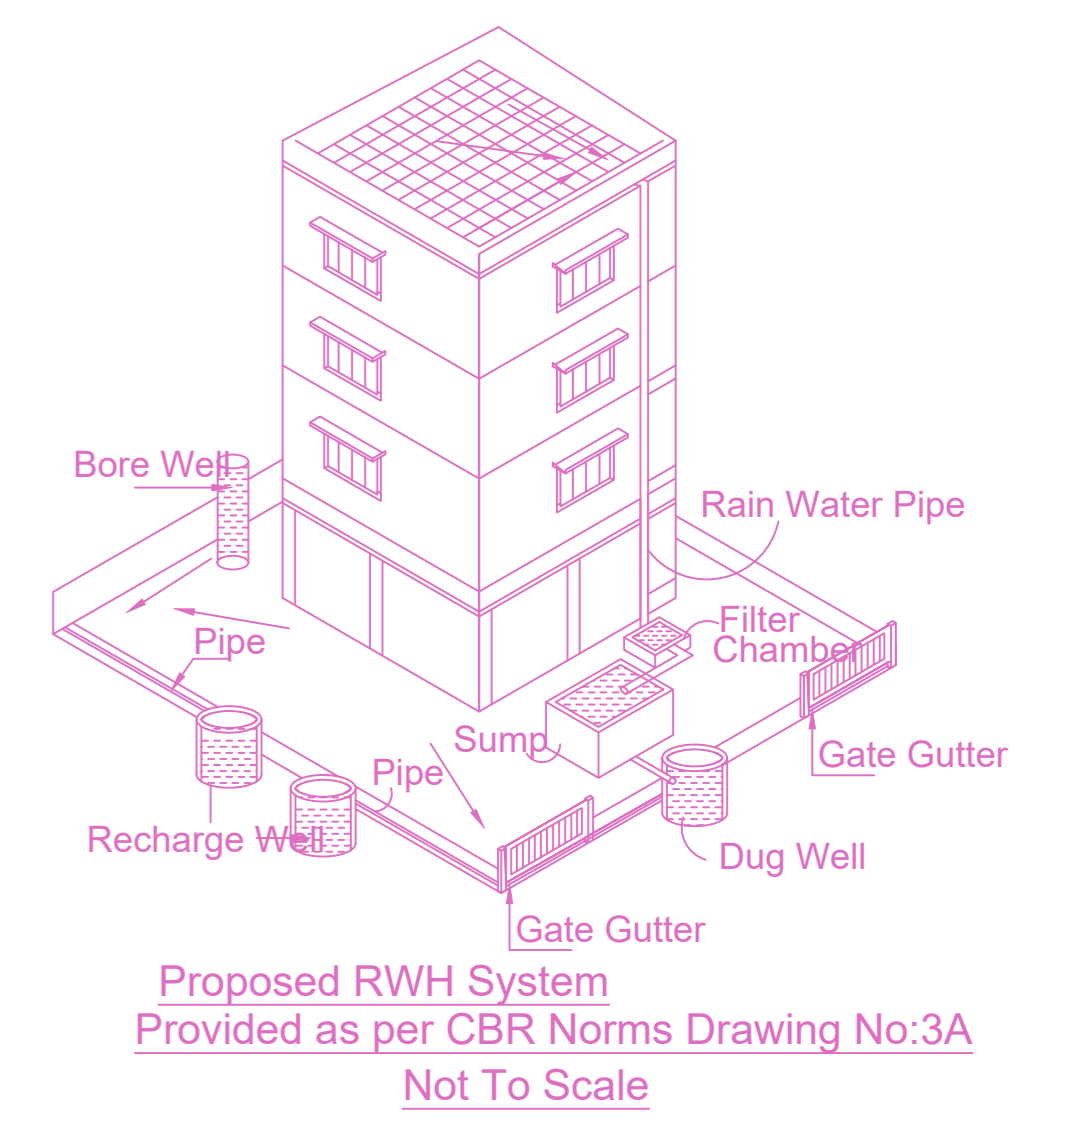 Bore Well
Rain Water Pipe
Filter
Chamber
Pipe
Sump
Gate Gutter
Pipe
Recharge Well
Dug Well
Gate Gutter
Proposed RWH System
Provided as per CBR Norms Drawing No:3A
Not To Scale